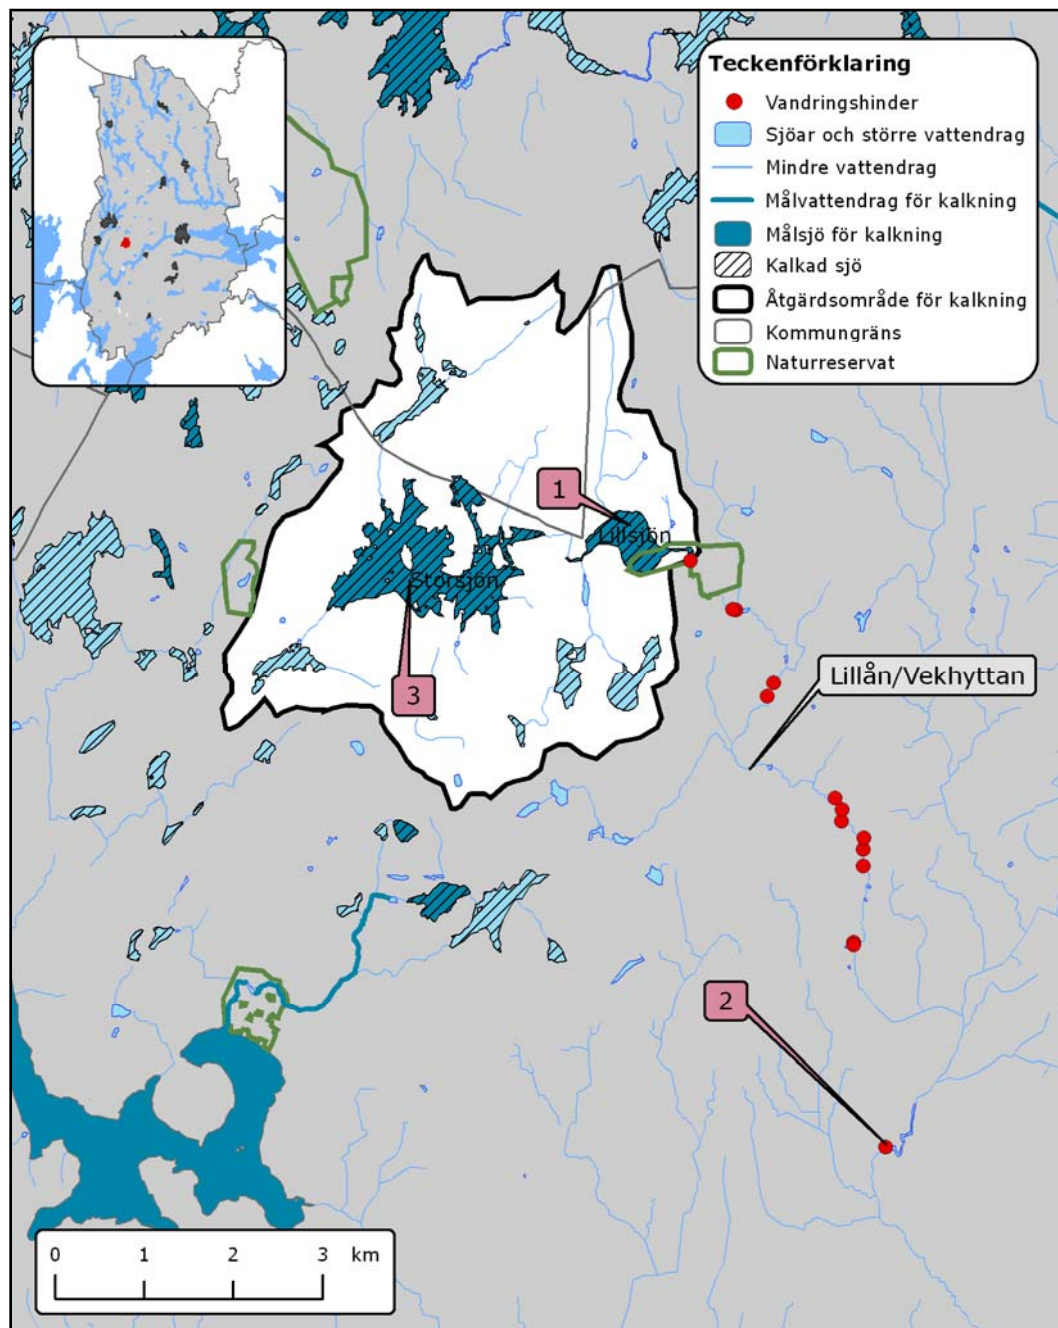 Teckenförklaring
Vandringshinder
Sjöar och större vattendrag
Mindre vattendrag
Målvattendrag för kalkning
Målsjö för kalkning
Kalkad sjö
Åtgärdsområde för kalkning
Kommungräns
Naturreservat
1
Lillsjön
Storsjön
3
Lillån/Vekhyttan
2
0 1 2 3 km